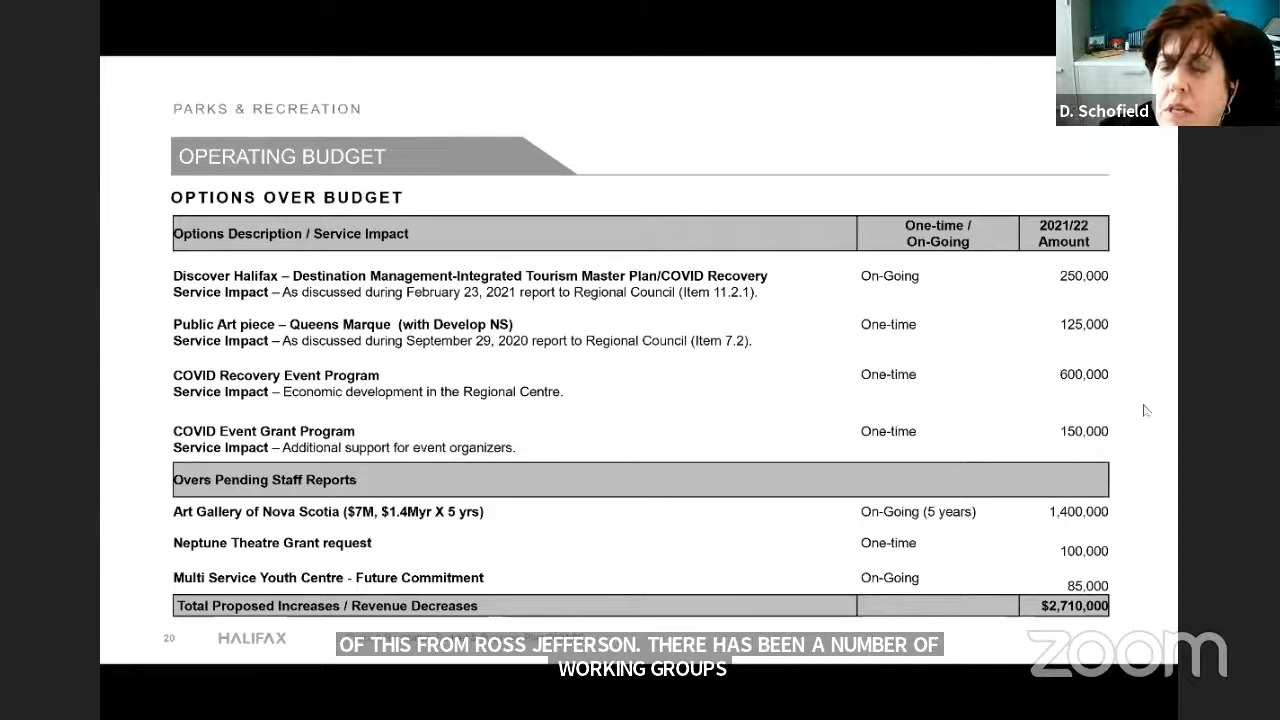 PARKS & RECREATION
D. Schofield
OPERATING BUDGET
OPTIONS OVER BUDGET
Options Description / Service Impact
One-time /
On-Going
2021/22
Amount
Discover Halifax – Destination Management-Integrated Tourism Master Plan/COVID Recovery On-Going 250,000
Service Impact – As discussed during February 23, 2021 report to Regional Council (Item 11.2.1).
Public Art piece – Queens Marque (with Develop NS) One-time 125,000
Service Impact – As discussed during September 29, 2020 report to Regional Council (Item 7.2).
COVID Recovery Event Program One-time 600,000
Service Impact – Economic development in the Regional Centre.
COVID Event Grant Program One-time 150,000
Service Impact – Additional support for event organizers.
Overs Pending Staff Reports
Art Gallery of Nova Scotia ($7M, $1.4Myr X 5 yrs) On-Going (5 years) 1,400,000
Neptune Theatre Grant request One-time 100,000
Multi Service Youth Centre - Future Commitment On-Going 85,000
Total Proposed Increases / Revenue Decreases $2,710,000
20 HALIFAX
OF THIS FROM ROSS JEFFERSON. THERE HAS BEEN A NUMBER OF
WORKING GROUPS
zoom